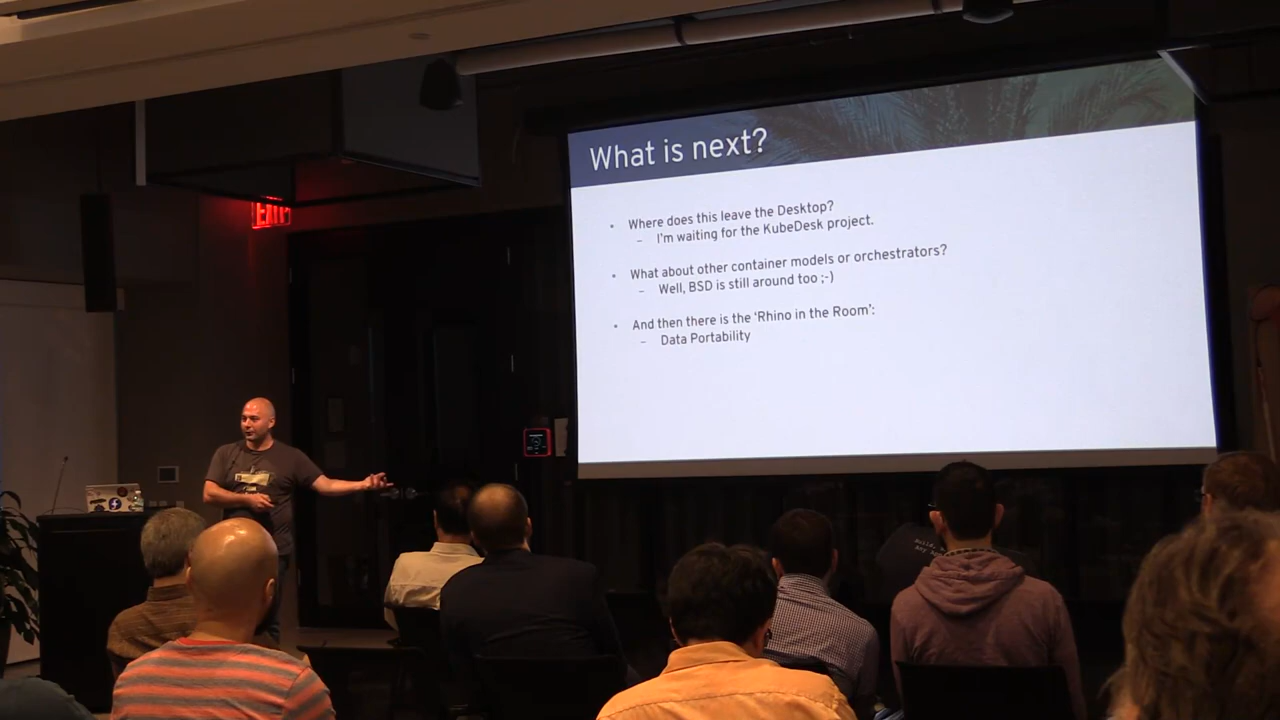 What is next?
• Where does this leave the Desktop?
– I'm waiting for the KubeDesk project.
• What about other container models or orchestrators?
– Well, BSD is still around too ;-)
• And then there is the 'Rhino in the Room':
– Data Portability
EXIT